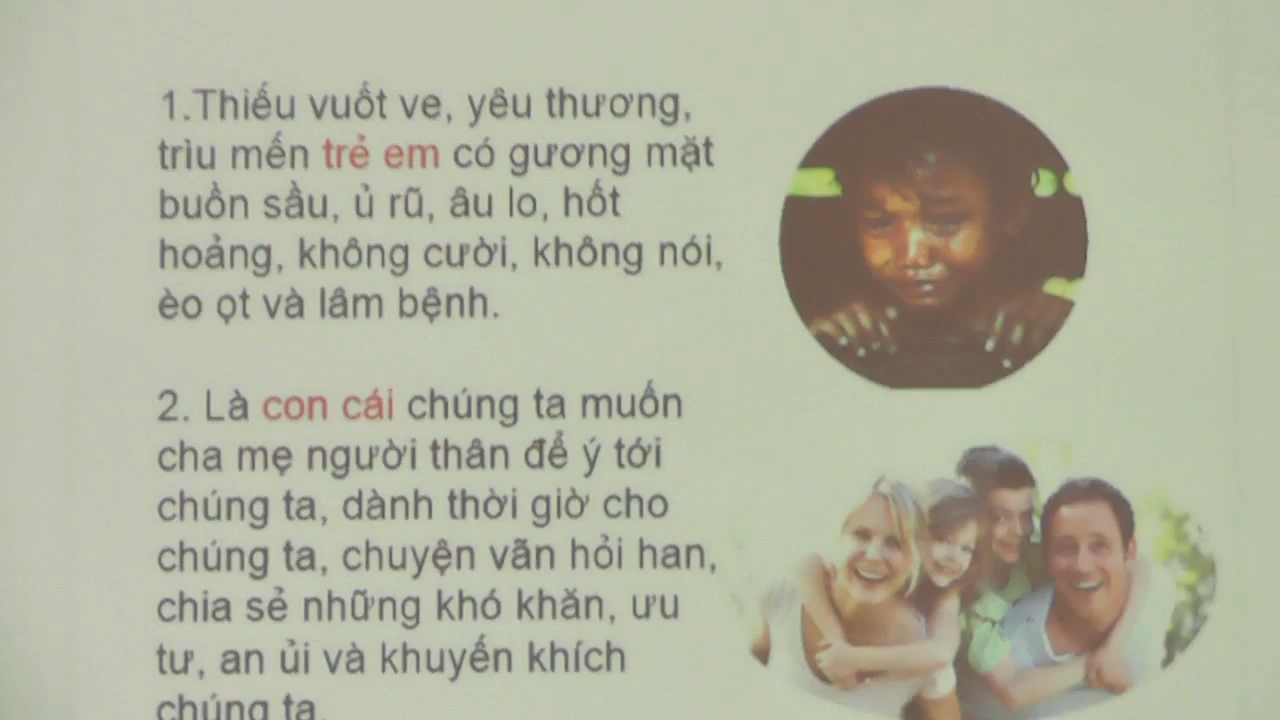 1.Thiếu vuốt ve, yêu thương,
trìu mến trẻ em có gương mặt
buồn sầu, ủ rũ, âu lo, hốt
hoảng, không cười, không nói,
èo ọt và lâm bệnh.
2. Là con cái chúng ta muốn
cha mẹ người thân để ý tới
chúng ta, dành thời giờ cho
chúng ta, chuyện vãn hỏi han,
chia sẻ những khó khăn, ưu
tư, an ủi và khuyến khích
chúng ta.